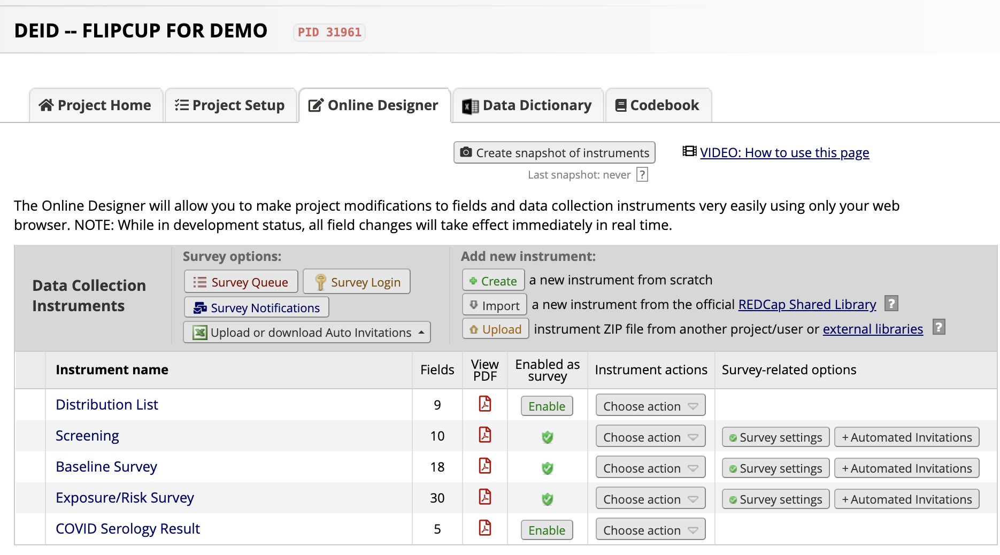 DEID -- FLIPCUP FOR DEMO PID 31961
Project Home Project Setup Online Designer Data Dictionary Codebook
Create snapshot of instruments VIDEO: How to use this page
Last snapshot: never ?
The Online Designer will allow you to make project modifications to fields and data collection instruments very easily using only your web
browser. NOTE: While in development status, all field changes will take effect immediately in real time.
Data Collection
Instruments
Survey options:
Survey Queue Survey Login
Survey Notifications
Upload or download Auto Invitations
Add new instrument:
Create a new instrument from scratch
Import a new instrument from the official REDCap Shared Library ?
Upload instrument ZIP file from another project/user or external libraries ?
Instrument name Fields View PDF Enabled as survey Instrument actions Survey-related options
Distribution List 9 Enable Choose action
Screening 10 Choose action Survey settings + Automated Invitations
Baseline Survey 18 Choose action Survey settings + Automated Invitations
Exposure/Risk Survey 30 Choose action Survey settings + Automated Invitations
COVID Serology Result 5 Enable Choose action